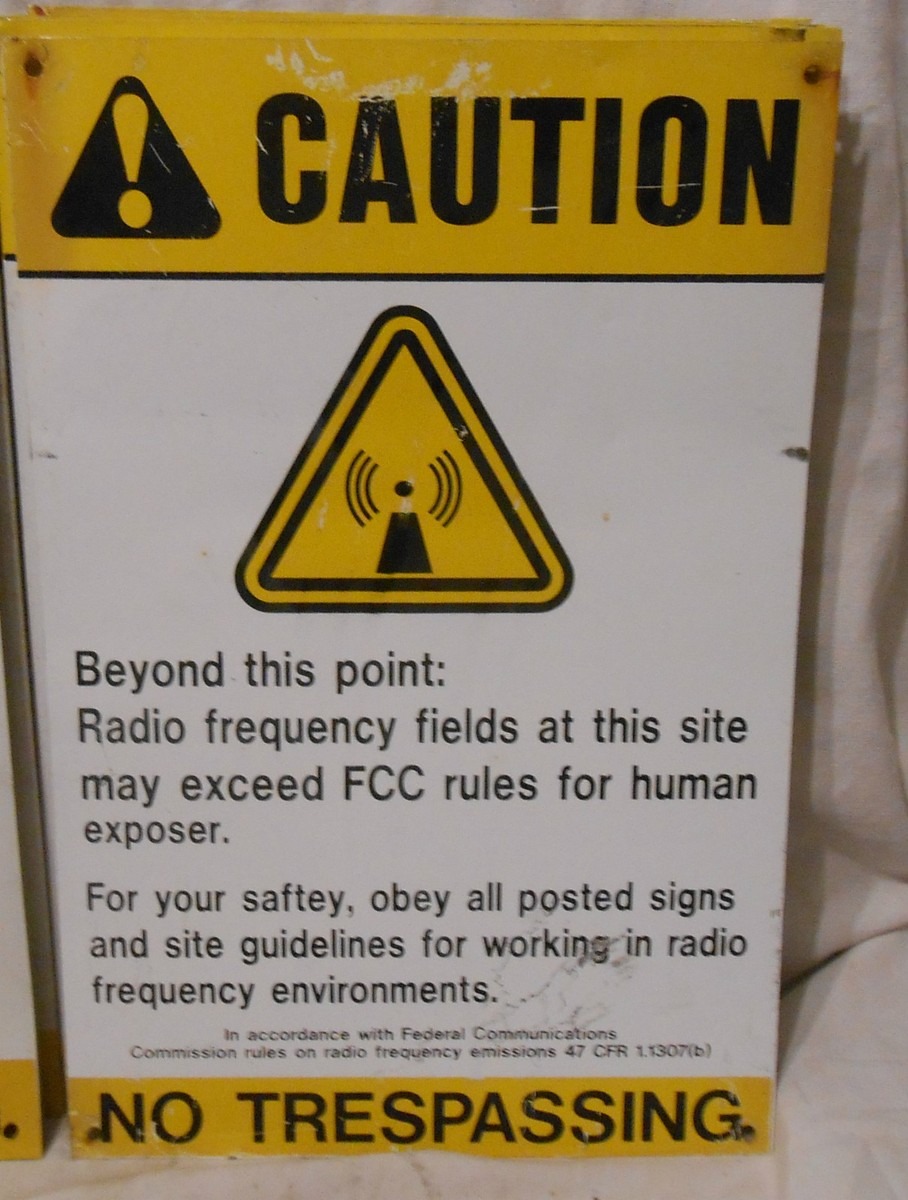 CAUTION
Beyond this point:
Radio frequency fields at this site
may exceed FCC rules for human
exposer.
For your saftey, obey all posted signs
and site guidelines for working in radio
frequency environments.
In accordance with Federal Communications
Commission rules on radio frequency emissions 47 CFR 1.1307(b)
NO TRESPASSING